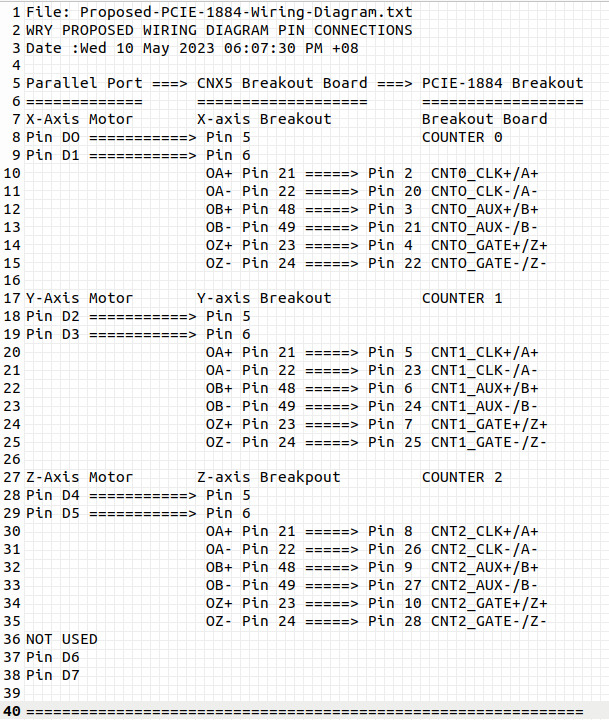 1 File: Proposed-PCIE-1884-Wiring-Diagram.txt
2 WRY PROPOSED WIRING DIAGRAM PIN CONNECTIONS
3 Date :Wed 10 May 2023 06:07:30 PM +08
4
5 Parallel Port ===> CNX5 Breakout Board ===> PCIE-1884 Breakout
6 ============= =================== ==================
7 X-Axis Motor X-axis Breakout Breakout Board
8 Pin DO ===========> Pin 5 COUNTER 0
9 Pin D1 ===========> Pin 6
10 OA+ Pin 21 =====> Pin 2 CNT0_CLK+/A+
11 OA- Pin 22 =====> Pin 20 CNTO_CLK-/A-
12 OB+ Pin 48 =====> Pin 3 CNTO_AUX+/B+
13 OB- Pin 49 =====> Pin 21 CNTO_AUX-/B-
14 OZ+ Pin 23 =====> Pin 4 CNTO_GATE+/Z+
15 OZ- Pin 24 =====> Pin 22 CNTO_GATE-/Z-
16
17 Y-Axis Motor Y-axis Breakout COUNTER 1
18 Pin D2 ===========> Pin 5
19 Pin D3 ===========> Pin 6
20 OA+ Pin 21 =====> Pin 5 CNT1_CLK+/A+
21 OA- Pin 22 =====> Pin 23 CNT1_CLK-/A-
22 OB+ Pin 48 =====> Pin 6 CNT1_AUX+/B+
23 OB- Pin 49 =====> Pin 24 CNT1_AUX-/B-
24 OZ+ Pin 23 =====> Pin 7 CNT1_GATE+/Z+
25 OZ- Pin 24 =====> Pin 25 CNT1_GATE-/Z-
26
27 Z-Axis Motor Z-axis Breakpout COUNTER 2
28 Pin D4 ===========> Pin 5
29 Pin D5 ===========> Pin 6
30 OA+ Pin 21 =====> Pin 8 CNT2_CLK+/A+
31 OA- Pin 22 =====> Pin 26 CNT2_CLK-/A-
32 OB+ Pin 48 =====> Pin 9 CNT2_AUX+/B+
33 OB- Pin 49 =====> Pin 27 CNT2_AUX-/B-
34 OZ+ Pin 23 =====> Pin 10 CNT2_GATE+/Z+
35 OZ- Pin 24 =====> Pin 28 CNT2_GATE-/Z-
36 NOT USED
37 Pin D6
38 Pin D7
39
40 ==============================================================